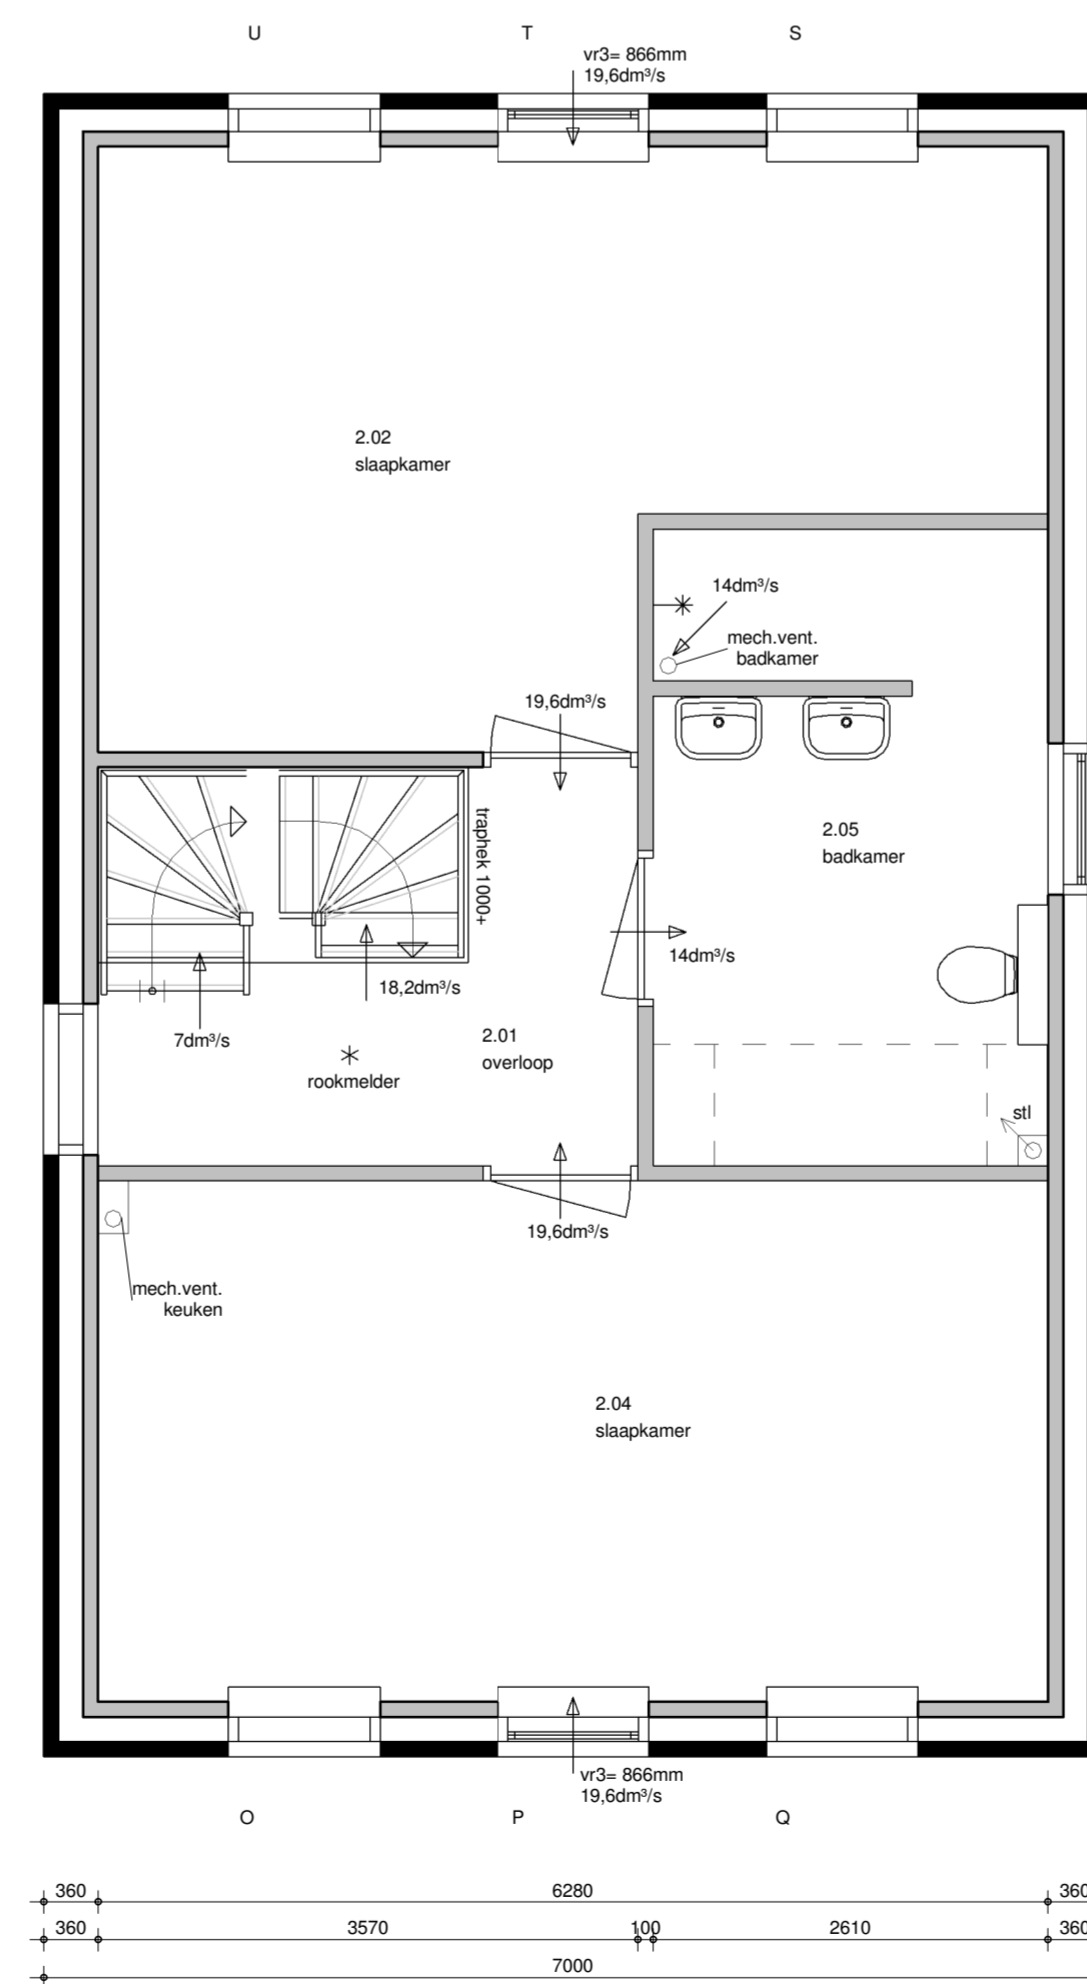 U
T
S
vr3= 866mm
19,6dm³/s
2.02
slaapkamer
14dm³/s
mech.vent.
badkamer
19,6dm³/s
traphek 1000+
2.05
badkamer
14dm³/s
18,2dm³/s
7dm³/s
2.01
overloop
rookmelder
stl
19,6dm³/s
mech.vent.
keuken
2.04
slaapkamer
vr3= 866mm
19,6dm³/s
O
P
Q
360 6280 360
360 3570 100 2610 360
7000